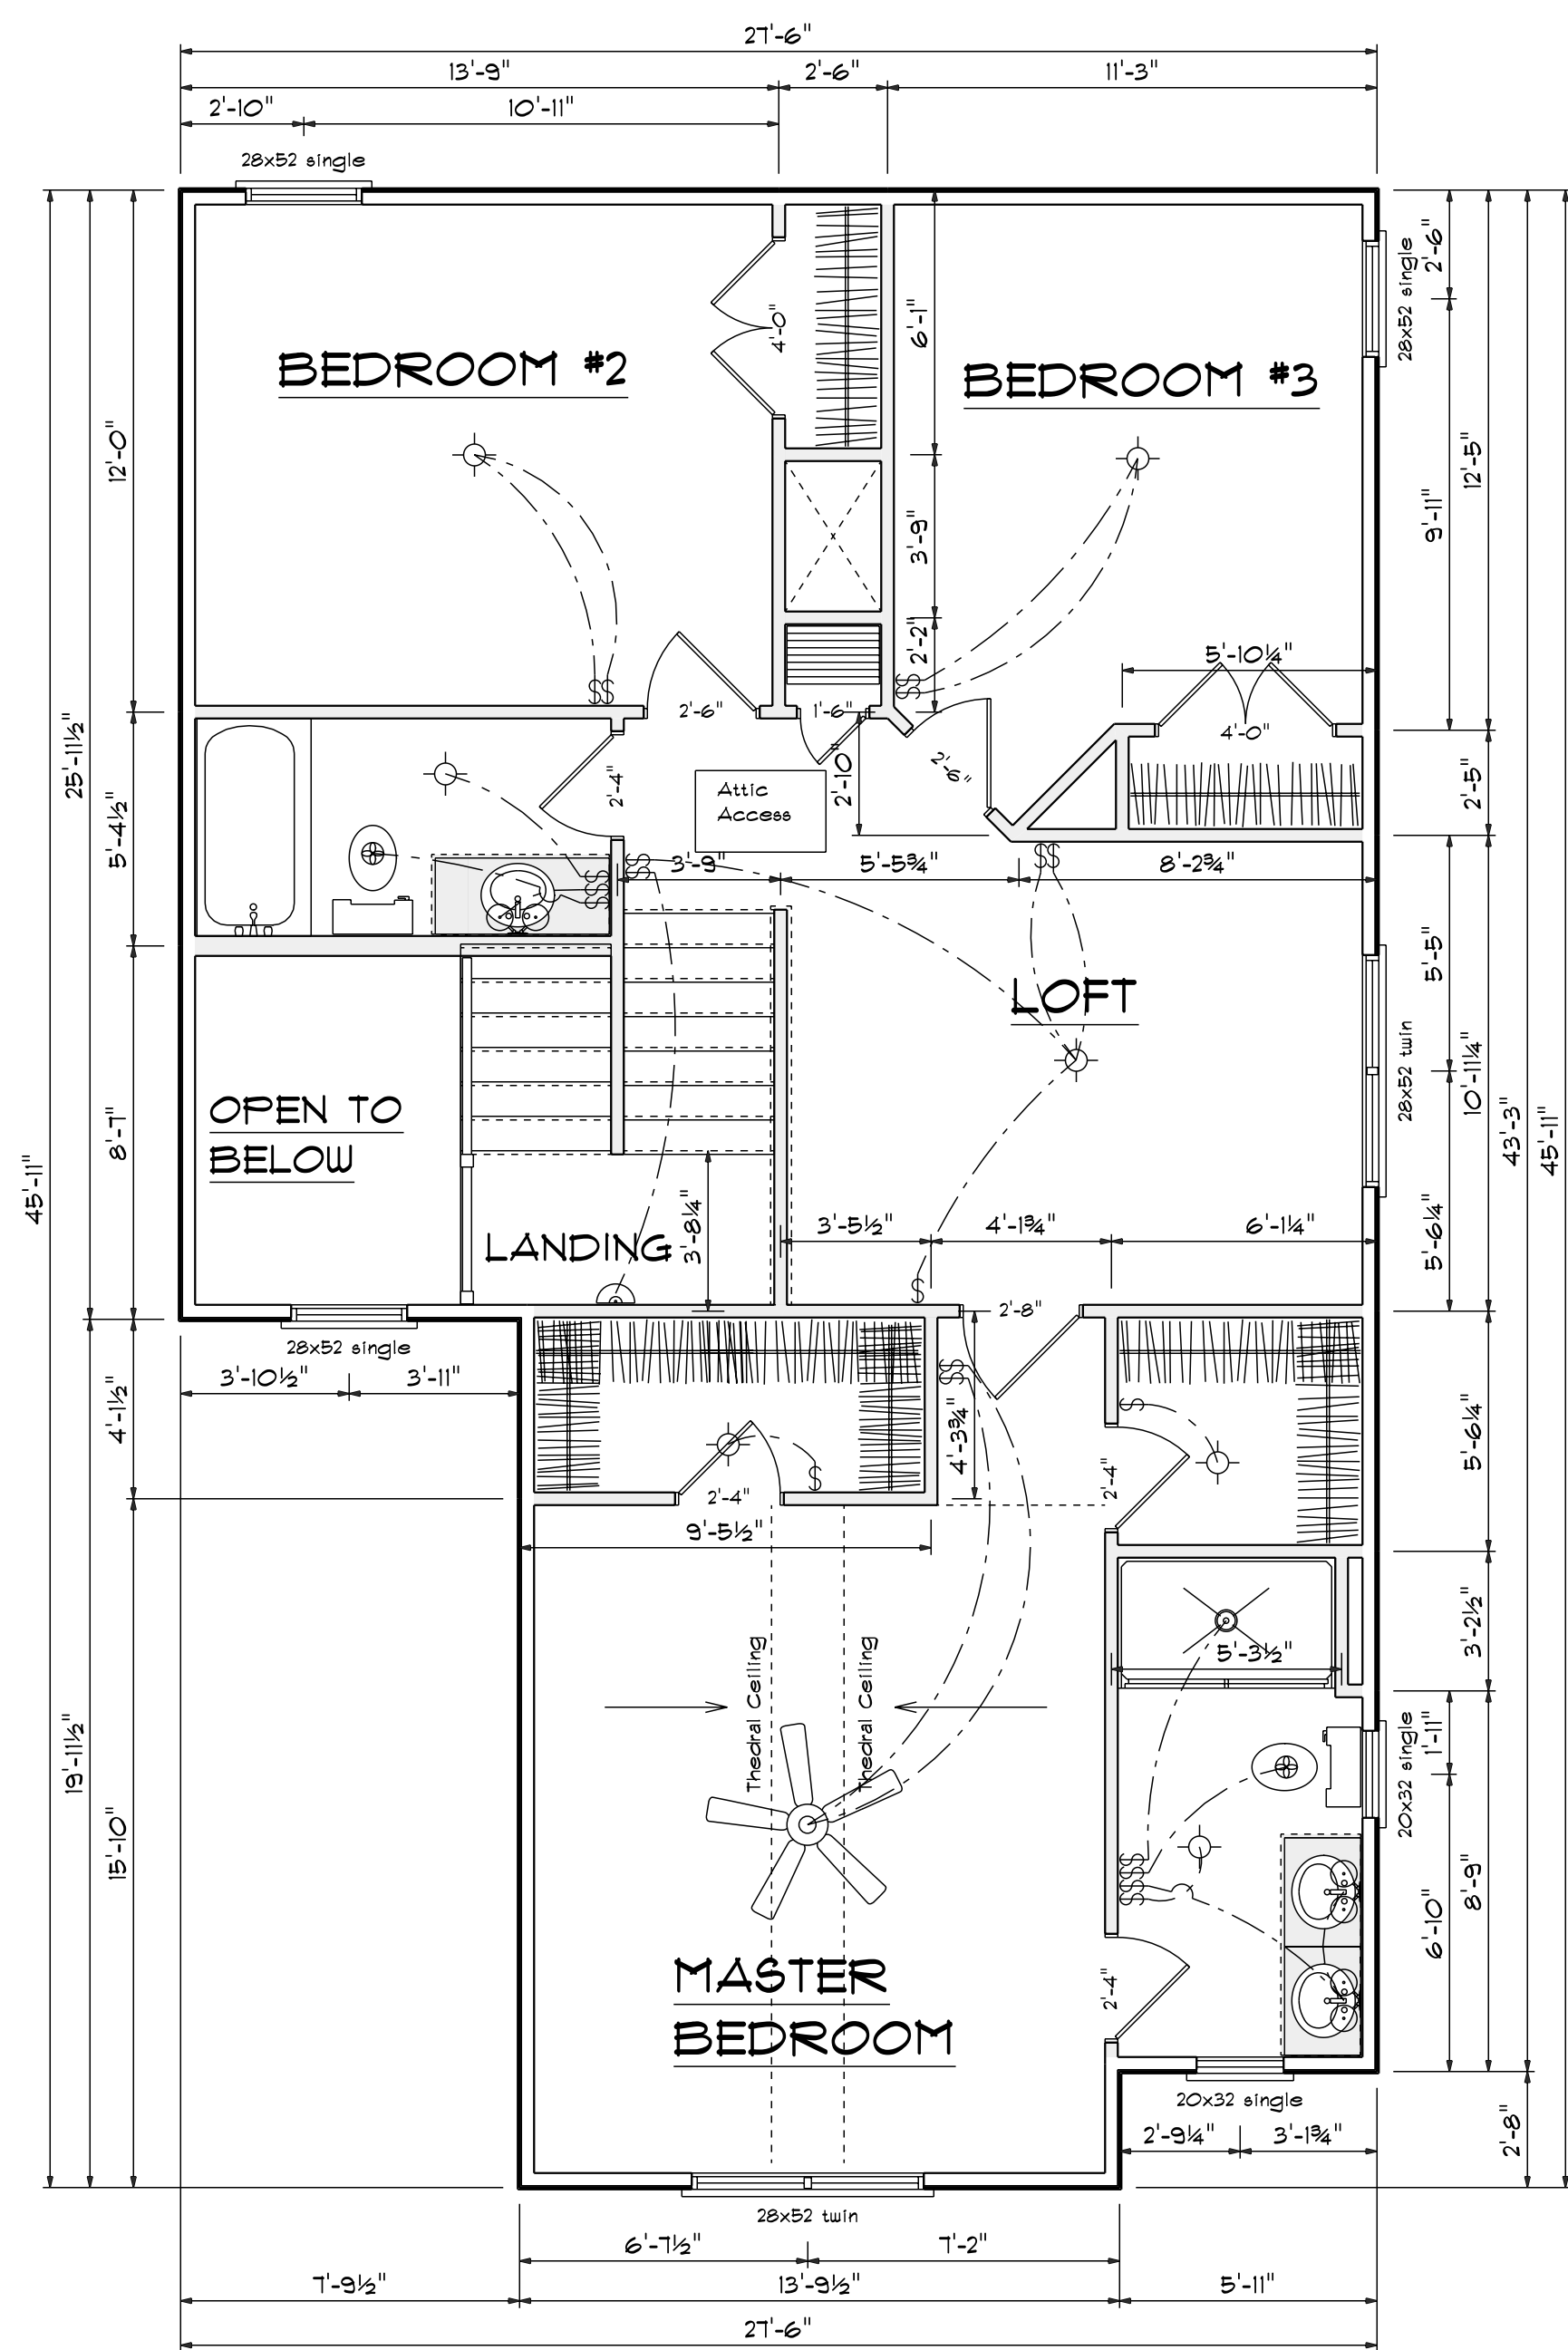 27'-6"
13'-9" 2'-6" 11'-3"
2'-10" 10'-11"
28x52 single
BEDROOM #2
4'-0"
6'-1"
BEDROOM #3
28x52 single
2'-6"
12'-0"
3'-9"
9'-11"
12'-5"
2'-2"
5'-10¼"
SS
SS
2'-6"
1'-6"
2'-6"
4'-0"
25'-11½"
2'-4"
Attic
Access
2'-10
2'-5"
5'-4½"
SS
SSS
3'-9" 5'-5¾" 8'-2¾"
SS
LOFT
5'-5"
28x52 twin
10'-11¼"
43'-3"
45'-11"
OPEN TO
BELOW
8'-7"
45'-11"
LANDING
3'-8¼"
3'-5½" 4'-1¾" 6'-1¼"
5'-6¼"
S
2'-8"
28x52 single
3'-10½" 3'-11"
4'-1½"
SS
S
4'-3¾"
2'-4"
S
2'-4"
5'-6¼"
9'-5½"
3'-2½"
5'-3½"
Thedral Ceiling
Thedral Ceiling
20x32 single
1'-11"
19'-11½"
15'-10"
SSSS
6'-10"
8'-9"
MASTER
BEDROOM
2'-4"
20x32 single
2'-9¼" 3'-1¾"
2'-8"
28x52 twin
6'-7½" 7'-2"
7'-9½" 13'-9½" 5'-11"
27'-6"